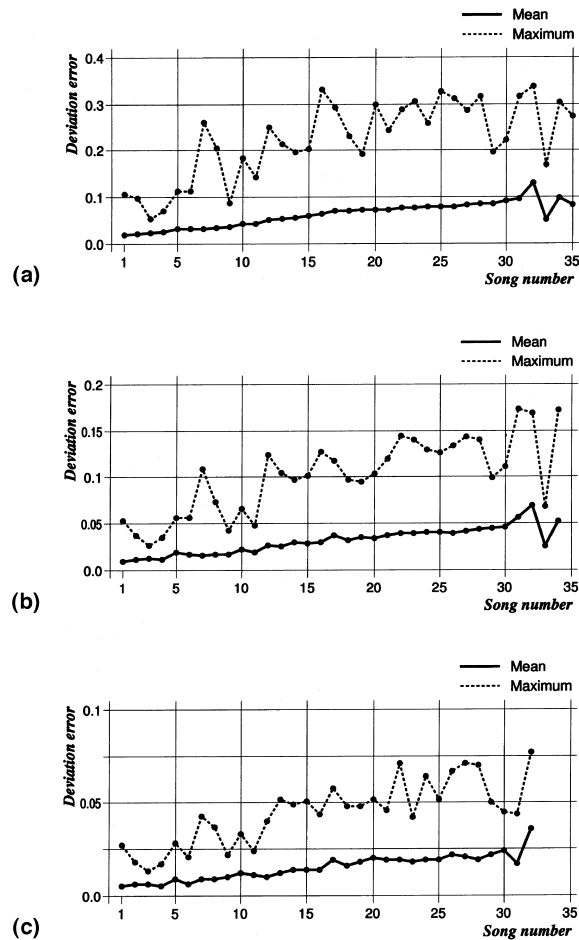 Mean
Maximum
Deviation error
0.4
0.3
0.2
0.1
0.0
1 5 10 15 20 25 30 35
Song number
(a)
Mean
Maximum
Deviation error
0.2
0.15
0.1
0.05
0.0
1 5 10 15 20 25 30 35
Song number
(b)
Mean
Maximum
Deviation error
0.1
0.05
0.0
1 5 10 15 20 25 30 35
Song number
(c)